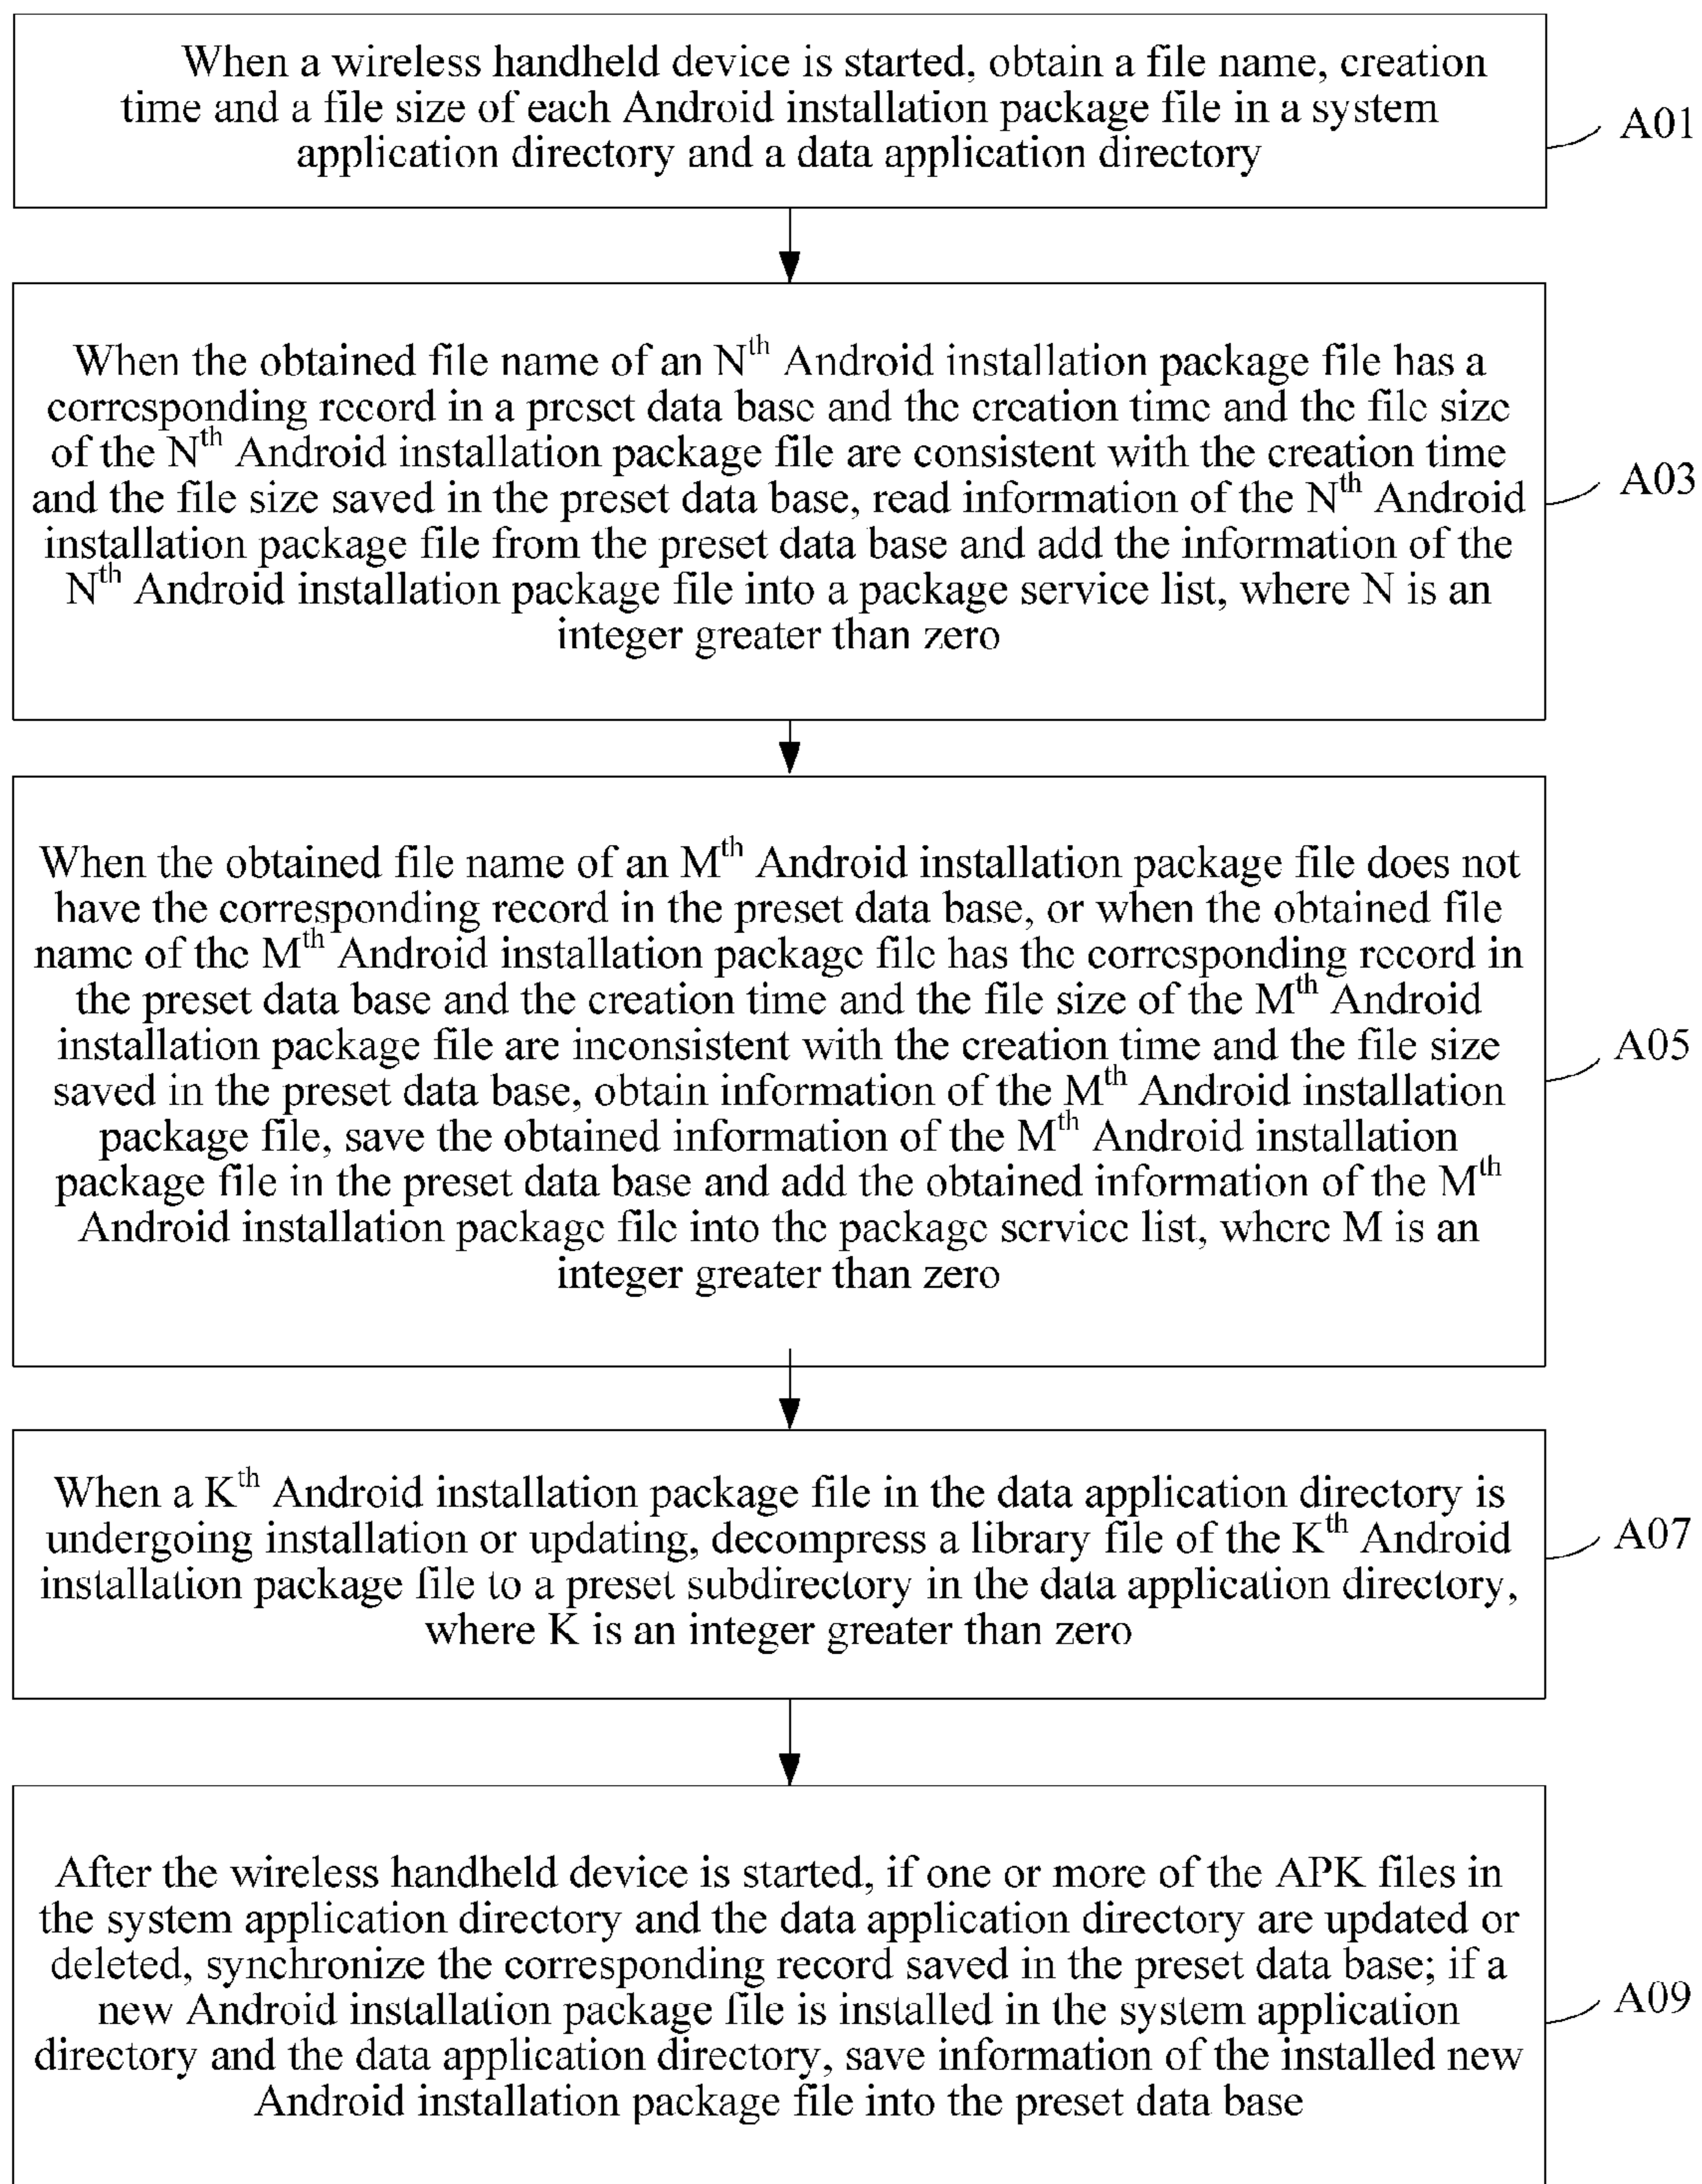 When a wireless handheld device is started, obtain a file name, creation
time and a file size of each Android installation package file in a system
application directory and a data application directory
A01
When the obtained file name of an Nth Android installation package file has a
corresponding record in a preset data base and the creation time and the file size
of the Nth Android installation package file are consistent with the creation time
and the file size saved in the preset data base, read information of the Nth Android
installation package file from the preset data base and add the information of the
Nth Android installation package file into a package service list, where N is an
integer greater than zero
A03
When the obtained file name of an Mth Android installation package file does not
have the corresponding record in the preset data base, or when the obtained file
name of the Mth Android installation package file has the corresponding record in
the preset data base and the creation time and the file size of the Mth Android
installation package file are inconsistent with the creation time and the file size
saved in the preset data base, obtain information of the Mth Android installation
package file, save the obtained information of the Mth Android installation
package file in the preset data base and add the obtained information of the Mth
Android installation package file into the package service list, where M is an
integer greater than zero
A05
When a Kth Android installation package file in the data application directory is
undergoing installation or updating, decompress a library file of the Kth Android
installation package file to a preset subdirectory in the data application directory,
where K is an integer greater than zero
A07
After the wireless handheld device is started, if one or more of the APK files in
the system application directory and the data application directory are updated or
deleted, synchronize the corresponding record saved in the preset data base; if a
new Android installation package file is installed in the system application
directory and the data application directory, save information of the installed new
Android installation package file into the preset data base
A09